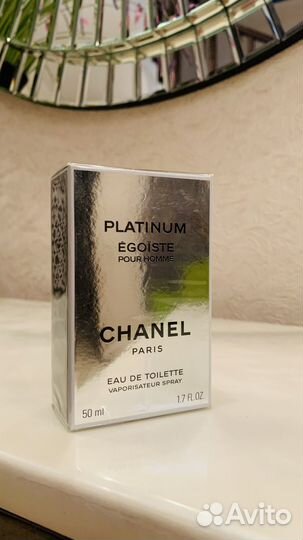 PLATINUM
ÉGOÏSTE
POUR HOMME
CHANEL
PARIS
EAU DE TOILETTE
VAPORISATEUR SPRAY
50 ml 1.7 FL.OZ
Avito